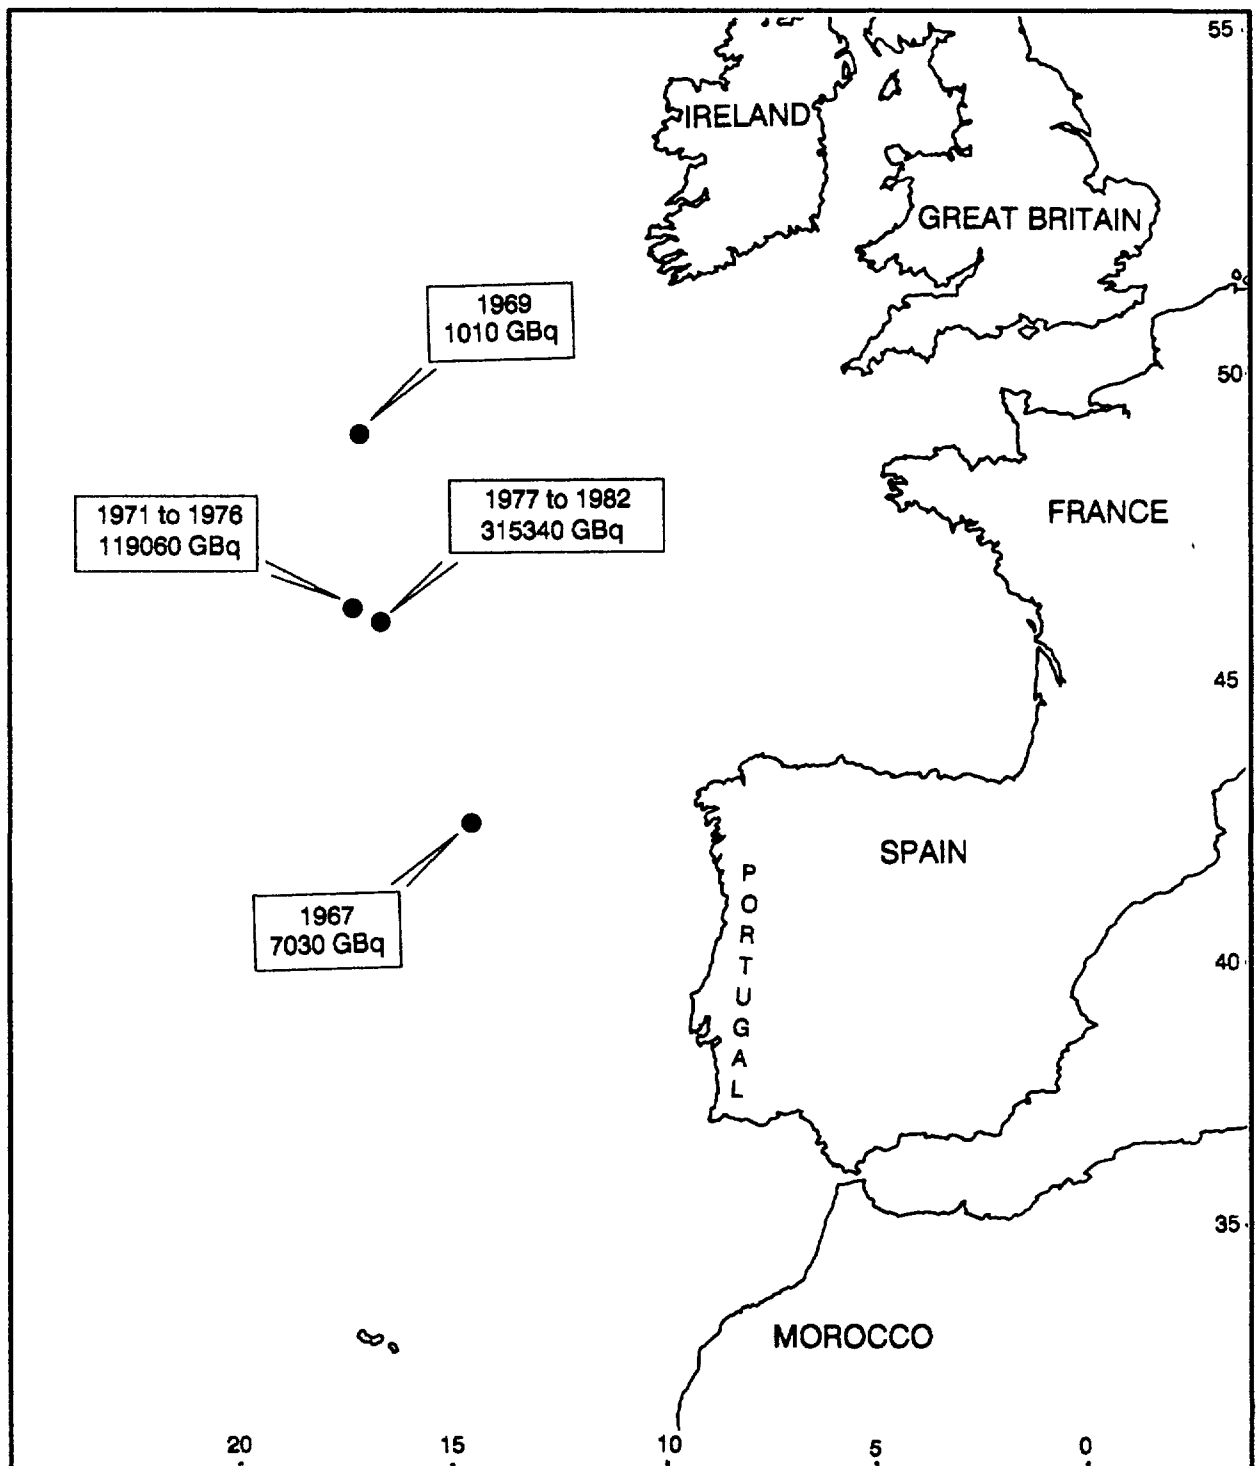 55
IRELAND
GREAT BRITAIN
1969
1010 GBq
50
1971 to 1976
119060 GBq
1977 to 1982
315340 GBq
FRANCE
45
SPAIN
PORTUGAL
1967
7030 GBq
40
35
MOROCCO
20 15 10 5 0